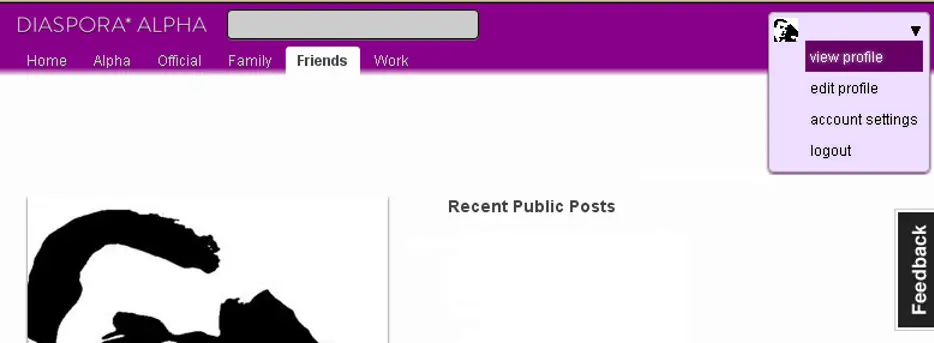 DIASPORA* ALPHA
Home Alpha Official Family Friends Work
▼
view profile
edit profile
account settings
logout
Recent Public Posts
Feedback